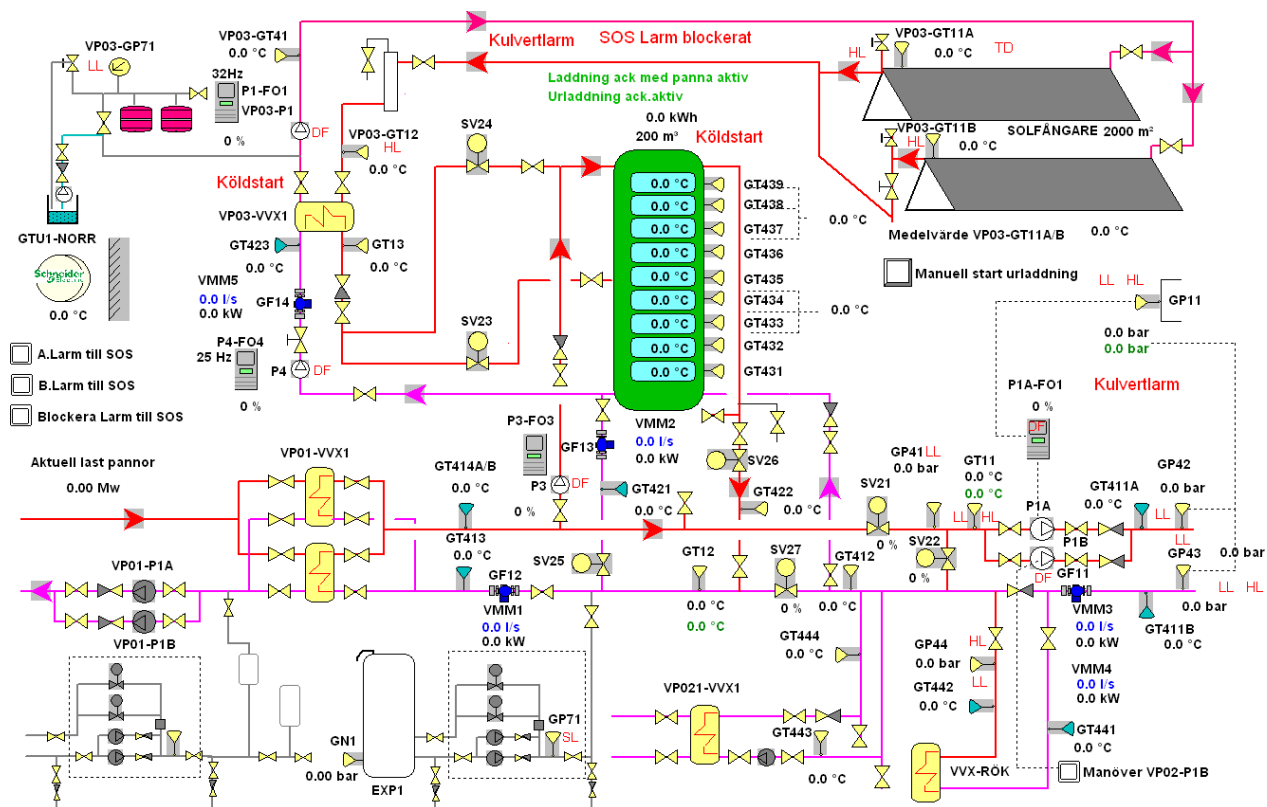 VP03-GP71
LL
VP03-GT41
0.0 °C
Kulvertlarm
SOS Larm blockerat
HL
VP03-GT11A
0.0 °C
TD
32Hz
P1-FO1
VP03-P1
0 %
DF
Laddning ack med panna aktiv
Urladdning ack.aktiv
0.0 kWh
200 m³
Köldstart
SOLFÅNGARE 2000 m²
VP03-GT12
HL
0.0 °C
SV24
VP03-GT11B
HL
0.0 °C
Köldstart
VP03-VVX1
GTU1-NORR
Schneider
Electric
0.0 °C
GT423
0.0 °C
GT13
0.0 °C
0.0 °C
0.0 °C
0.0 °C
0.0 °C
0.0 °C
0.0 °C
0.0 °C
0.0 °C
0.0 °C
GT439
GT438
GT437
GT436
GT435
GT434
GT433
GT432
GT431
0.0 °C
0.0 °C
Medelvärde VP03-GT11A/B
0.0 °C
Manuell start urladdning
VMM5
0.0 l/s
0.0 kW
GF14
LL HL
GP11
0.0 bar
0.0 bar
SV23
A.Larm till SOS
B.Larm till SOS
Blockera Larm till SOS
P4-FO4
25 Hz
P4
DF
0 %
Kulvertlarm
P1A-FO1
0 %
DF
P3-FO3
GF13
VMM2
0.0 l/s
0.0 kW
Aktuell last pannor
0.00 Mw
VP01-VVX1
GT414A/B
0.0 °C
P3
DF
0 %
GT421
0.0 °C
SV26
GT422
0.0 °C
SV21
0 %
GP41
LL
0.0 bar
GT11
0.0 °C
0.0 °C
LL HL
P1A
P1B
DF
GT411A
0.0 °C
GP42
0.0 bar
LL
LL
GT413
0.0 °C
SV25
GT12
0.0 °C
0.0 °C
SV27
0 %
GT412
0.0 °C
SV22
0 %
GF11
GP43
0.0 bar
0.0 bar
LL HL
VP01-P1A
VP01-P1B
GF12
VMM1
0.0 l/s
0.0 kW
VMM3
0.0 l/s
0.0 kW
GT411B
0.0 °C
GT444
0.0 °C
GP44
0.0 bar
HL
LL
GT442
0.0 °C
VMM4
0.0 l/s
0.0 kW
VP021-VVX1
GT443
0.0 °C
GT441
0.0 °C
GN1
0.00 bar
EXP1
GP71
SL
VVX-RÖK
Manöver VP02-P1B